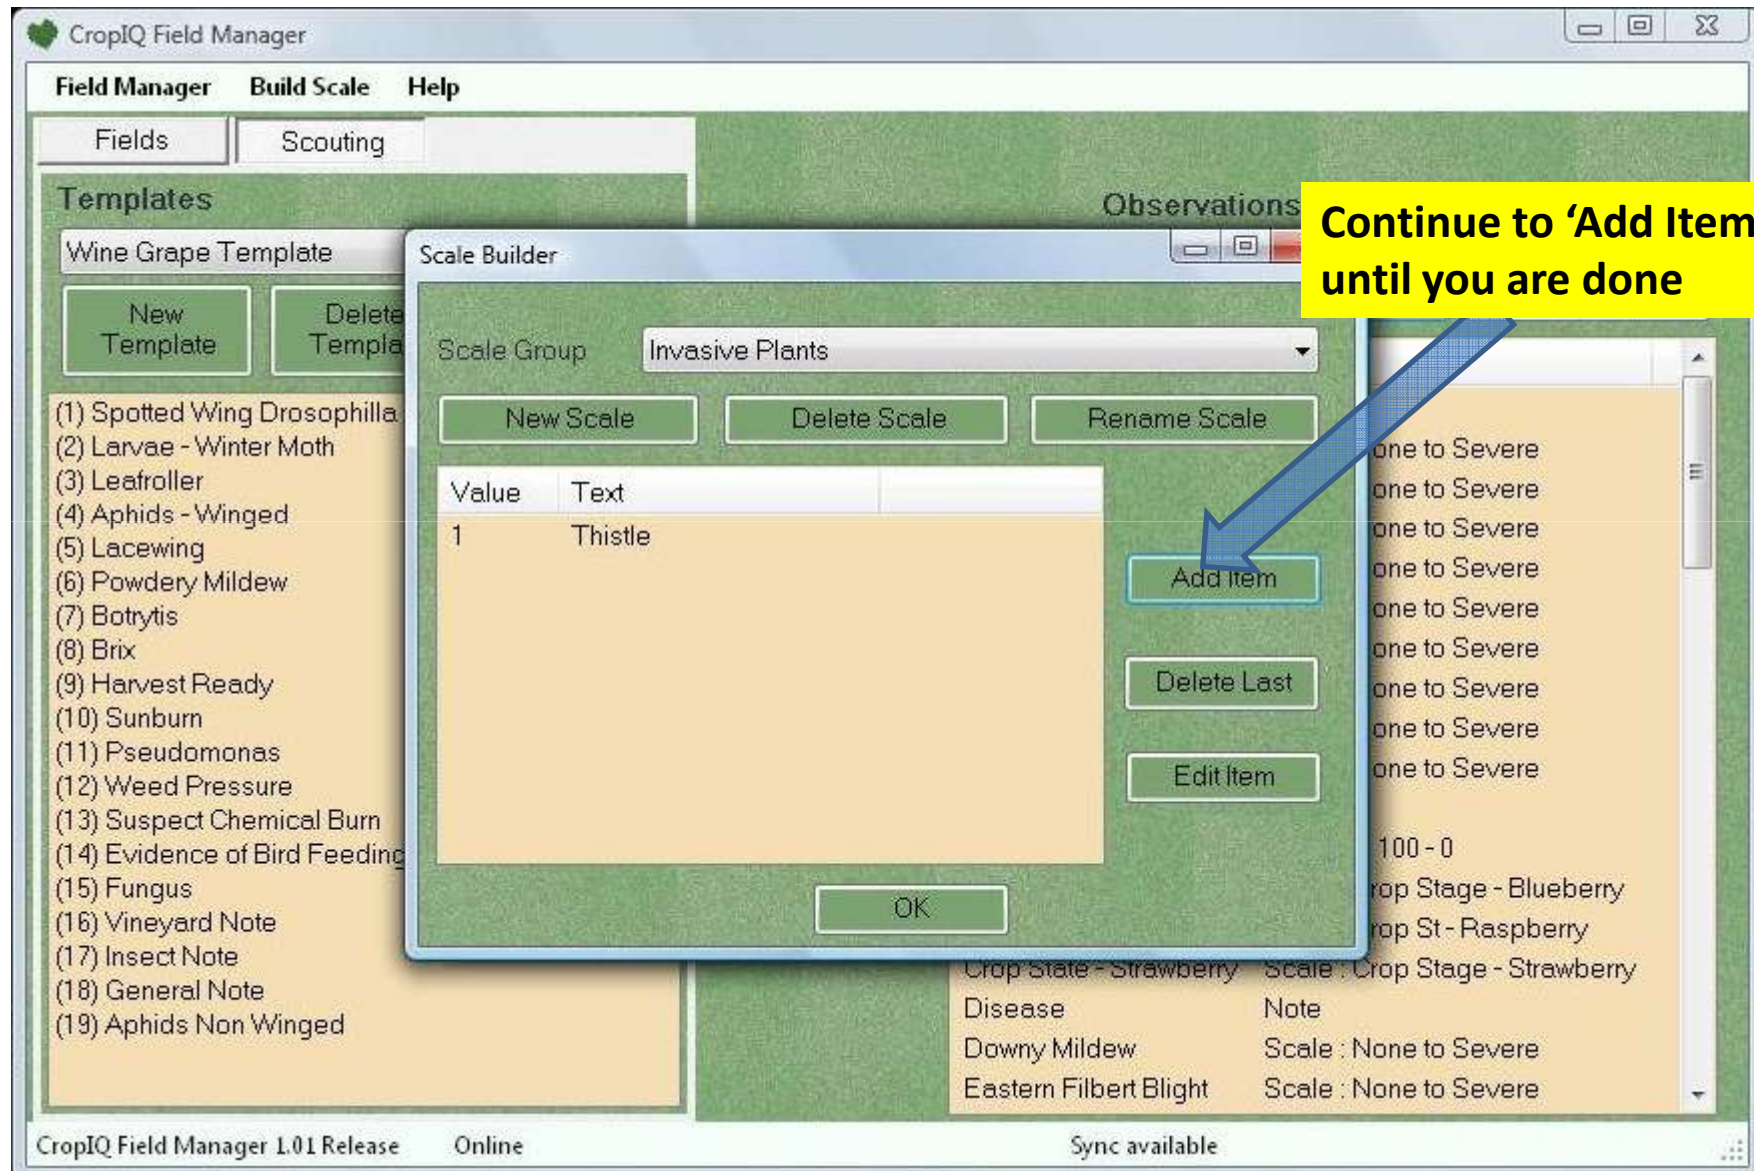 CropIQ Field Manager
Field Manager Build Scale Help
Fields Scouting
Templates
Wine Grape Template
New Template
Delete
(1) Spotted Wing Drosophilla
(2) Larvae - Winter Moth
(3) Leafroller
(4) Aphids - Winged
(5) Lacewing
(6) Powdery Mildew
(7) Botrytis
(8) Brix
(9) Harvest Ready
(10) Sunburn
(11) Pseudomonas
(12) Weed Pressure
(13) Suspect Chemical Burn
(14) Evidence of Bird Feeding
(15) Fungus
(16) Vineyard Note
(17) Insect Note
(18) General Note
(19) Aphids Non Winged
Observations
Continue to ‘Add Item
until you are done
Scale Builder
Scale Group Invasive Plants
New Scale Delete Scale Rename Scale
Value Text
1 Thistle
Add Item
Delete Last
Edit Item
OK
one to Severe
one to Severe
one to Severe
one to Severe
one to Severe
one to Severe
one to Severe
one to Severe
one to Severe
100 - 0
rop Stage - Blueberry
rop St - Raspberry
Crop State - Strawberry Scale : Crop Stage - Strawberry
Disease Note
Downy Mildew Scale : None to Severe
Eastern Filbert Blight Scale : None to Severe
CropIQ Field Manager 1.01 Release Online Sync available